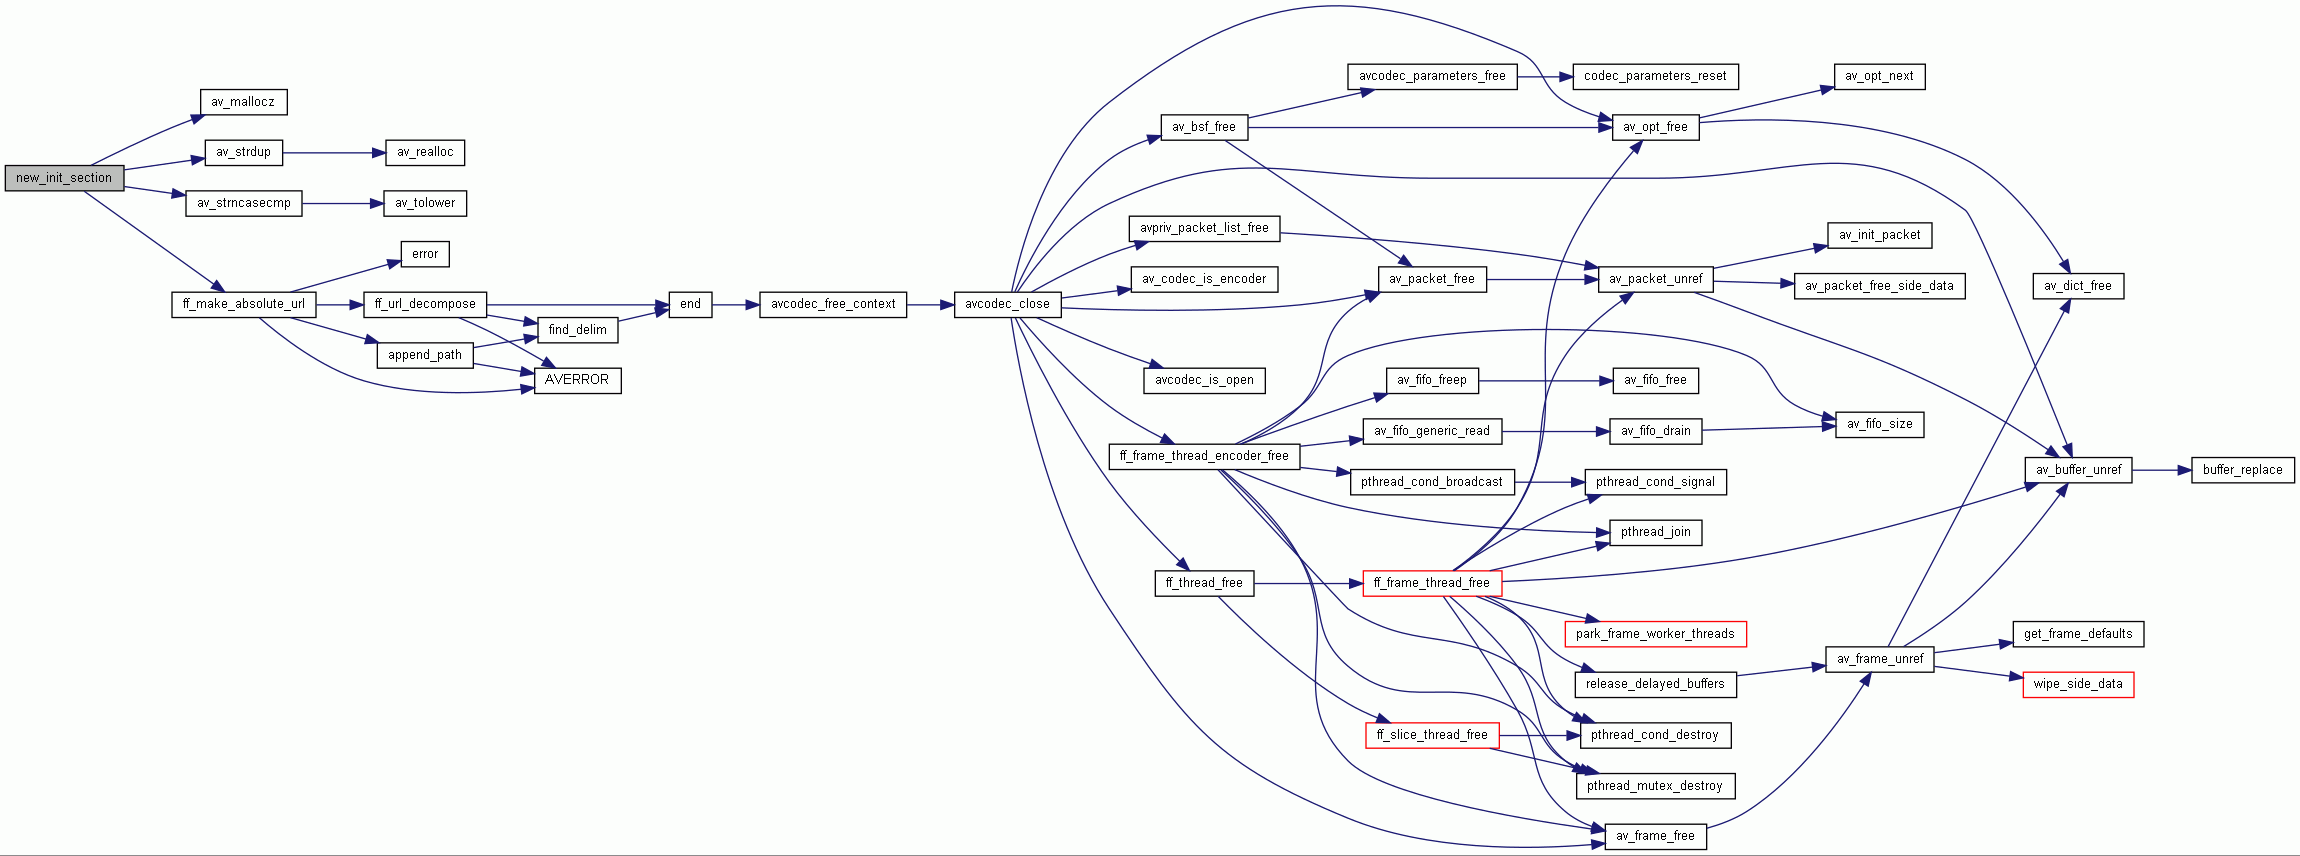 new_init_section
av_mallocz
av_strdup
av_strncasecmp
ff_make_absolute_url
av_realloc
av_tolower
error
ff_url_decompose
append_path
find_delim
AVERROR
end
avcodec_free_context
avcodec_close
av_bsf_free
avpriv_packet_list_free
av_codec_is_encoder
avcodec_is_open
ff_frame_thread_encoder_free
ff_thread_free
avcodec_parameters_free
av_packet_free
av_fifo_freep
av_fifo_generic_read
pthread_cond_broadcast
ff_frame_thread_free
ff_slice_thread_free
codec_parameters_reset
av_opt_free
av_packet_unref
av_fifo_free
av_fifo_drain
pthread_cond_signal
pthread_join
park_frame_worker_threads
release_delayed_buffers
pthread_cond_destroy
pthread_mutex_destroy
av_frame_free
av_opt_next
av_init_packet
av_packet_free_side_data
av_fifo_size
av_frame_unref
av_dict_free
av_buffer_unref
get_frame_defaults
wipe_side_data
buffer_replace